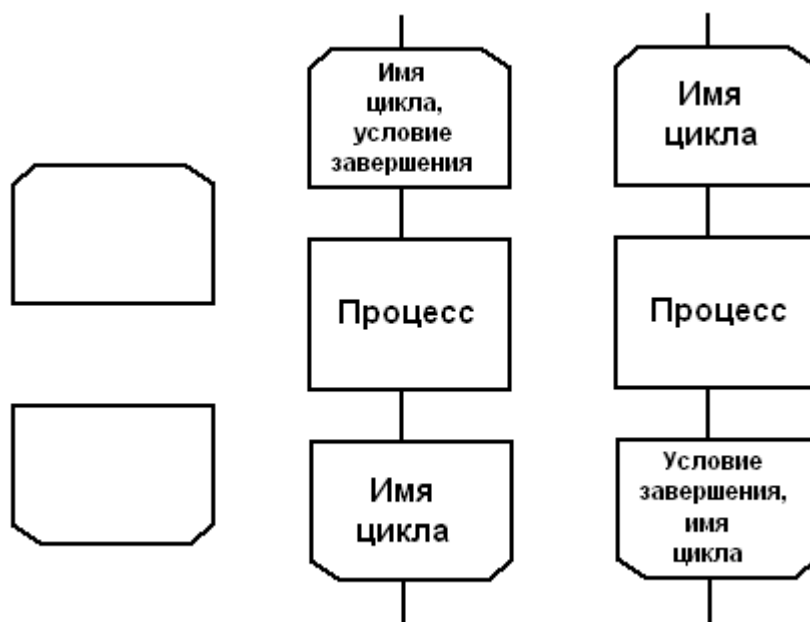 Имя
цикла,
условие
завершения
Процесс
Имя
цикла
Имя
цикла
Процесс
Условие
завершения,
имя
цикла